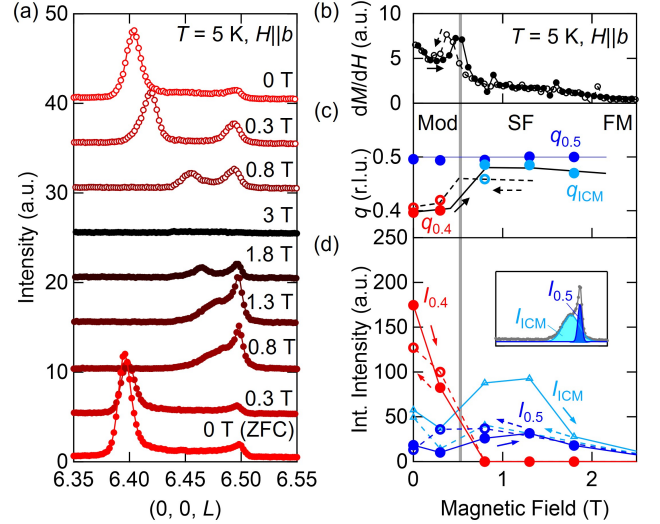 (a)
T = 5 K, H||b
0 T
0.3 T
0.8 T
3 T
1.8 T
1.3 T
0.8 T
0.3 T
0 T (ZFC)
50
40
30
20
10
0
Intensity (a.u.)
6.35
6.40
6.45
6.50
6.55
(0, 0, L)
(b)
T = 5 K, H||b
10
5
0
dM/dH (a.u.)
(c)
Mod
SF
FM
q0.5
qICM
q0.4
0.5
0.4
q (r.l.u.)
(d)
250
200
150
100
50
0
Int. Intensity (a.u.)
I0.4
I0.5
IICM
IICM
I0.5
0
1
2
Magnetic Field (T)